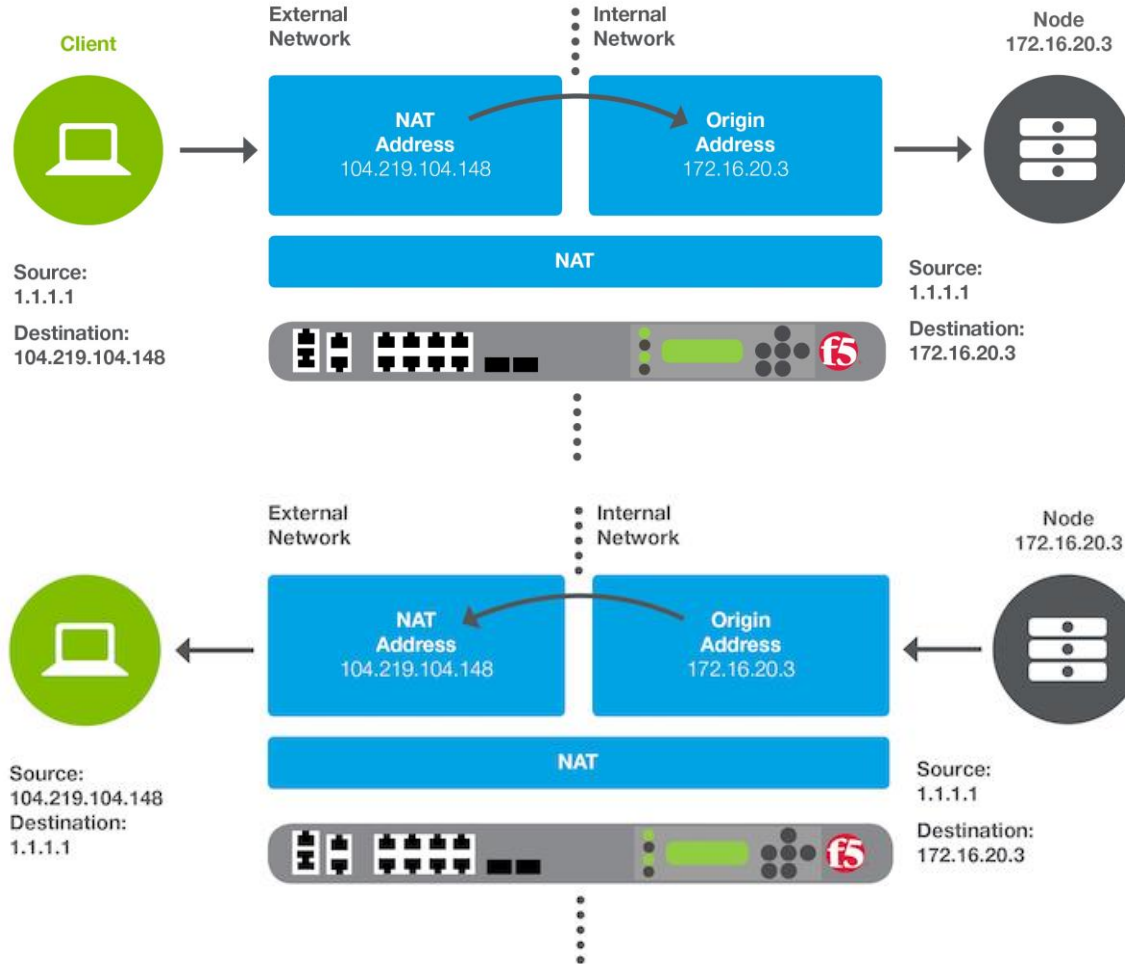 External
Network
Internal
Network
Node
172.16.20.3
Client
NAT
Address
104.219.104.148
Origin
Address
172.16.20.3
NAT
Source:
1.1.1.1
Destination:
104.219.104.148
Source:
1.1.1.1
Destination:
172.16.20.3
f5
External
Network
Internal
Network
Node
172.16.20.3
NAT
Address
104.219.104.148
Origin
Address
172.16.20.3
NAT
Source:
104.219.104.148
Destination:
1.1.1.1
Source:
1.1.1.1
Destination:
172.16.20.3
f5